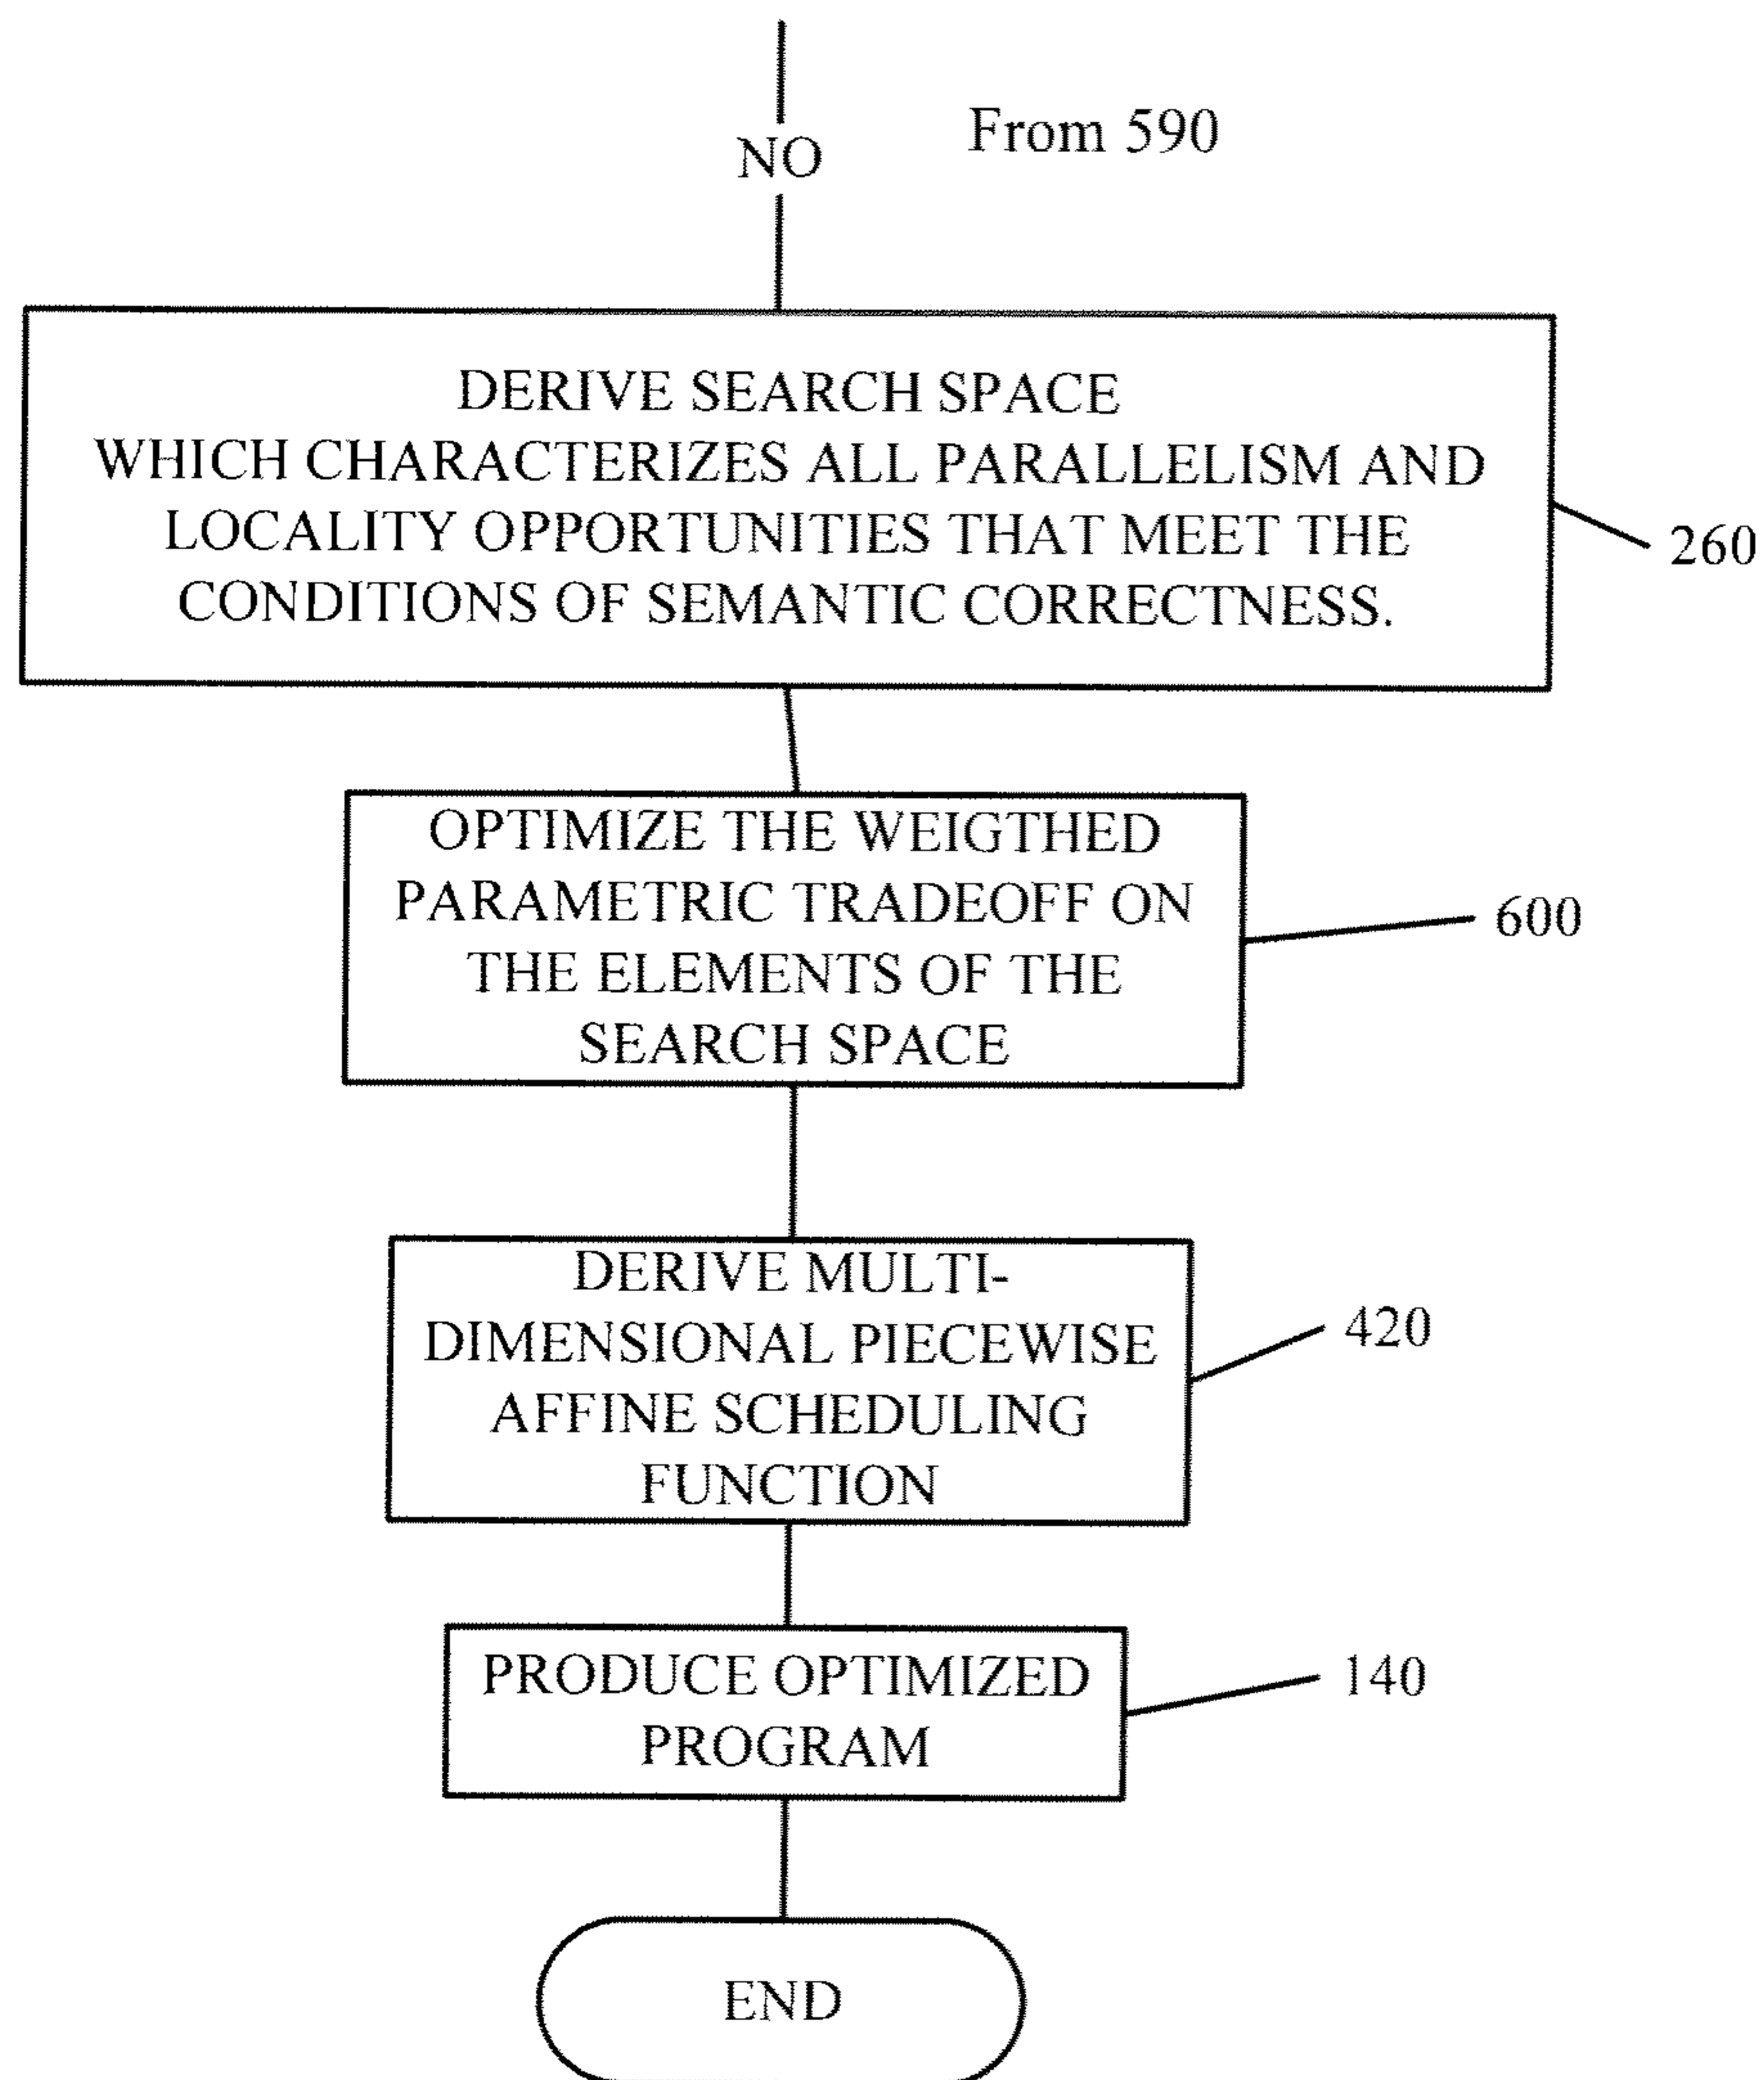 From 590
NO
DERIVE SEARCH SPACE
WHICH CHARACTERIZES ALL PARALLELISM AND
LOCALITY OPPORTUNITIES THAT MEET THE
CONDITIONS OF SEMANTIC CORRECTNESS.
260
OPTIMIZE THE WEIGTHED
PARAMETRIC TRADEOFF ON
THE ELEMENTS OF THE
SEARCH SPACE
600
DERIVE MULTI-
DIMENSIONAL PIECEWISE
AFFINE SCHEDULING
FUNCTION
420
PRODUCE OPTIMIZED
PROGRAM
140
END